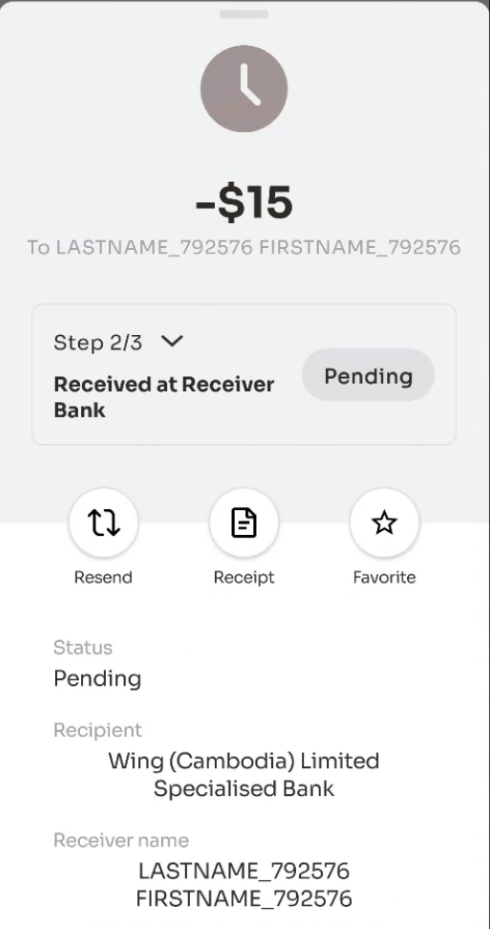 -$15
To LASTNAME_792576 FIRSTNAME_792576
Step 2/3
Received at Receiver
Bank
Pending
Resend
Receipt
Favorite
Status
Pending
Recipient
Wing (Cambodia) Limited
Specialised Bank
Receiver name
LASTNAME_792576
FIRSTNAME_792576